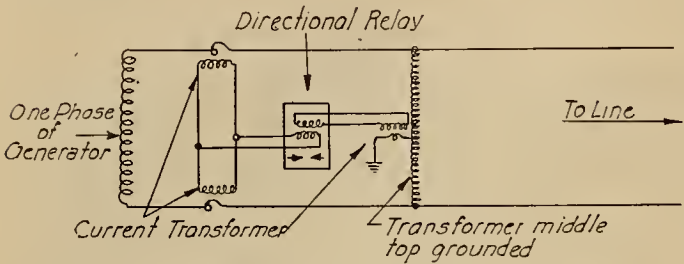 Directional Relay
One Phase
of
Generator
To Line
Current Transformer
Transformer middle
top grounded